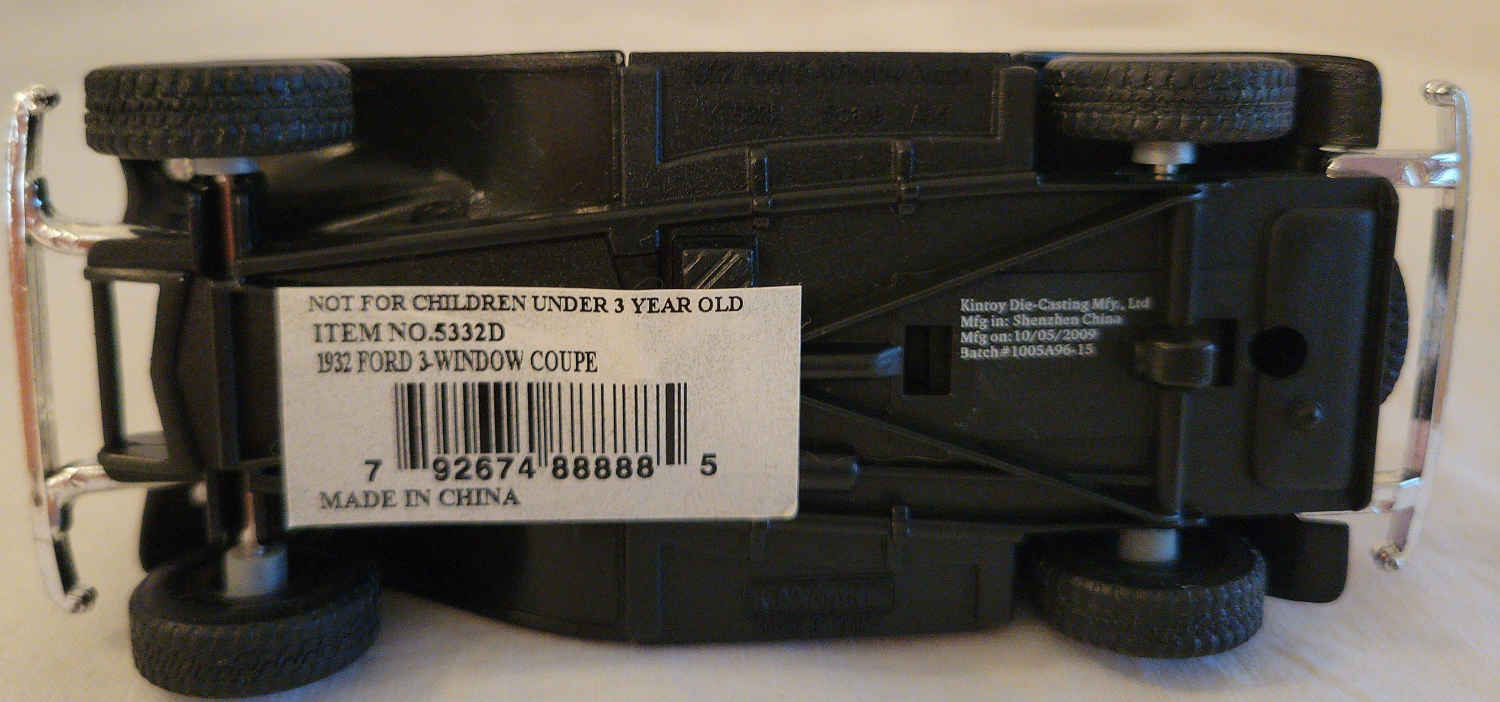 NOT FOR CHILDREN UNDER 3 YEAR OLD
ITEM NO.5332D
1932 FORD 3-WINDOW COUPE
7 92674 88888 5
MADE IN CHINA
Kintoy Die-Casting Mfy., Ltd
Mfg in: Shenzhen China
Mfg on: 10/05/2009
Batch#1005A96-15